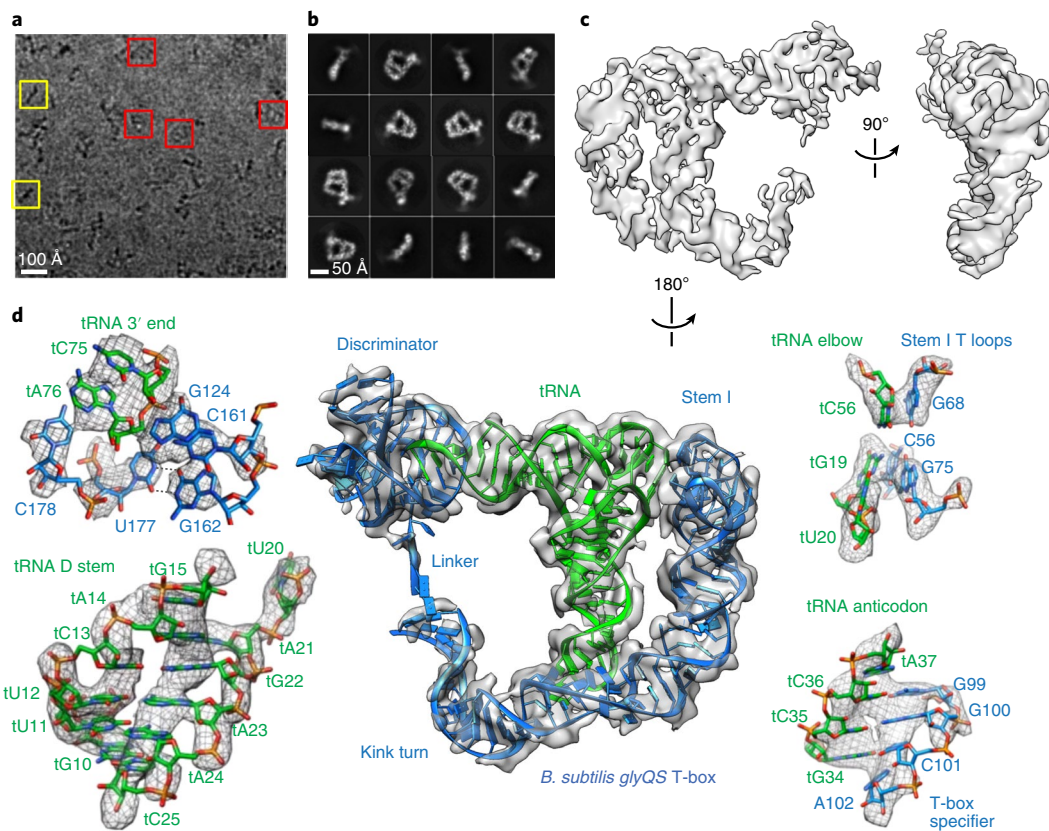 a
100 Å
b
50 Å
c
90°
180°
d
tRNA 3′ end
tC75
tA76
G124
C161
C178
U177
G162
tRNA D stem
tU20
tG15
tA14
tC13
tA21
tG22
tU12
tU11
tA23
tG10
tA24
tC25
Discriminator
tRNA
Stem I
Linker
Kink turn
B. subtilis glyQS T-box
tRNA elbow
Stem I T loops
tC56
G68
C56
tG19
G75
tU20
tRNA anticodon
tA37
tC36
G99
G100
tC35
tG34
C101
A102
T-box
specifier